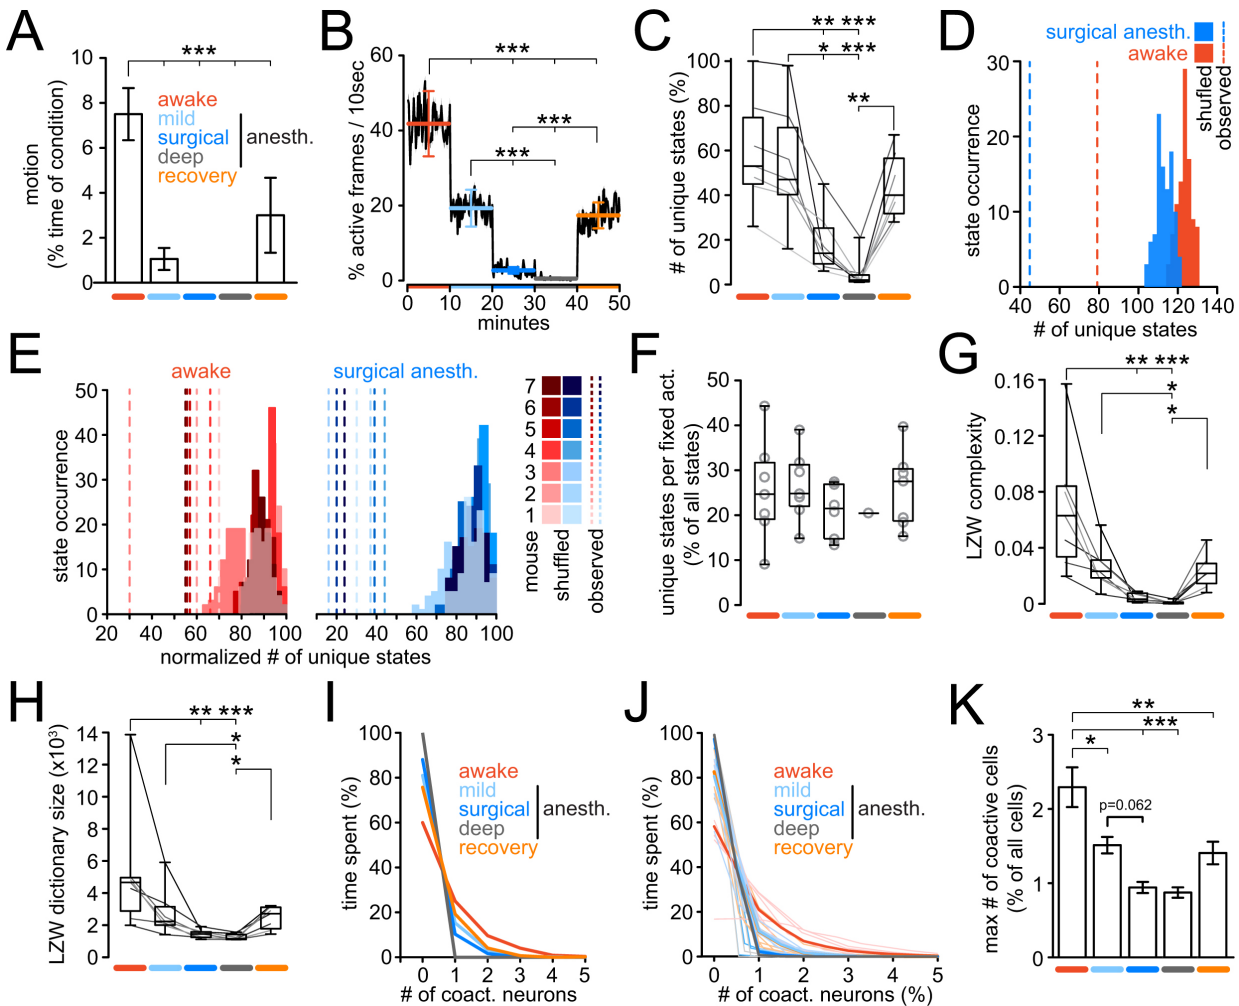 A
motion
(% time of condition)
10
8
6
4
2
0
***
awake
mild
surgical
deep
recovery
anesth.
B
% active frames / 10sec
60
40
20
0
***
***
***
0 10 20 30 40 50
minutes
C
# of unique states (%)
100
80
60
40
20
0
** ***
* ***
**
D
surgical anesth.
awake
shufled
observed
state occurrence
30
20
10
0
40 60 80 100 120 140
# of unique states
E
awake
surgical anesth.
state occurrence
50
40
30
20
10
0
20 40 60 80 100
20 40 60 80 100
normalized # of unique states
7
6
5
4
3
2
1
mouse
shuffled
observed
F
unique states per fixed act.
(% of all states)
50
40
30
20
10
0
G
LZW complexity
0.16
0.12
0.08
0.04
0
** ***
*
*
H
LZW dictionary size (x10³)
14
12
10
8
6
4
2
0
** ***
*
*
I
time spent (%)
100
80
60
40
20
0
awake
mild
surgical
deep
recovery
anesth.
0 1 2 3 4 5
# of coact. neurons
J
time spent (%)
100
80
60
40
20
0
awake
mild
surgical
deep
recovery
anesth.
0 1 2 3 4 5
# of coact. neurons (%)
K
max # of coactive cells
(% of all cells)
3
2
1
0
**
***
*
p=0.062